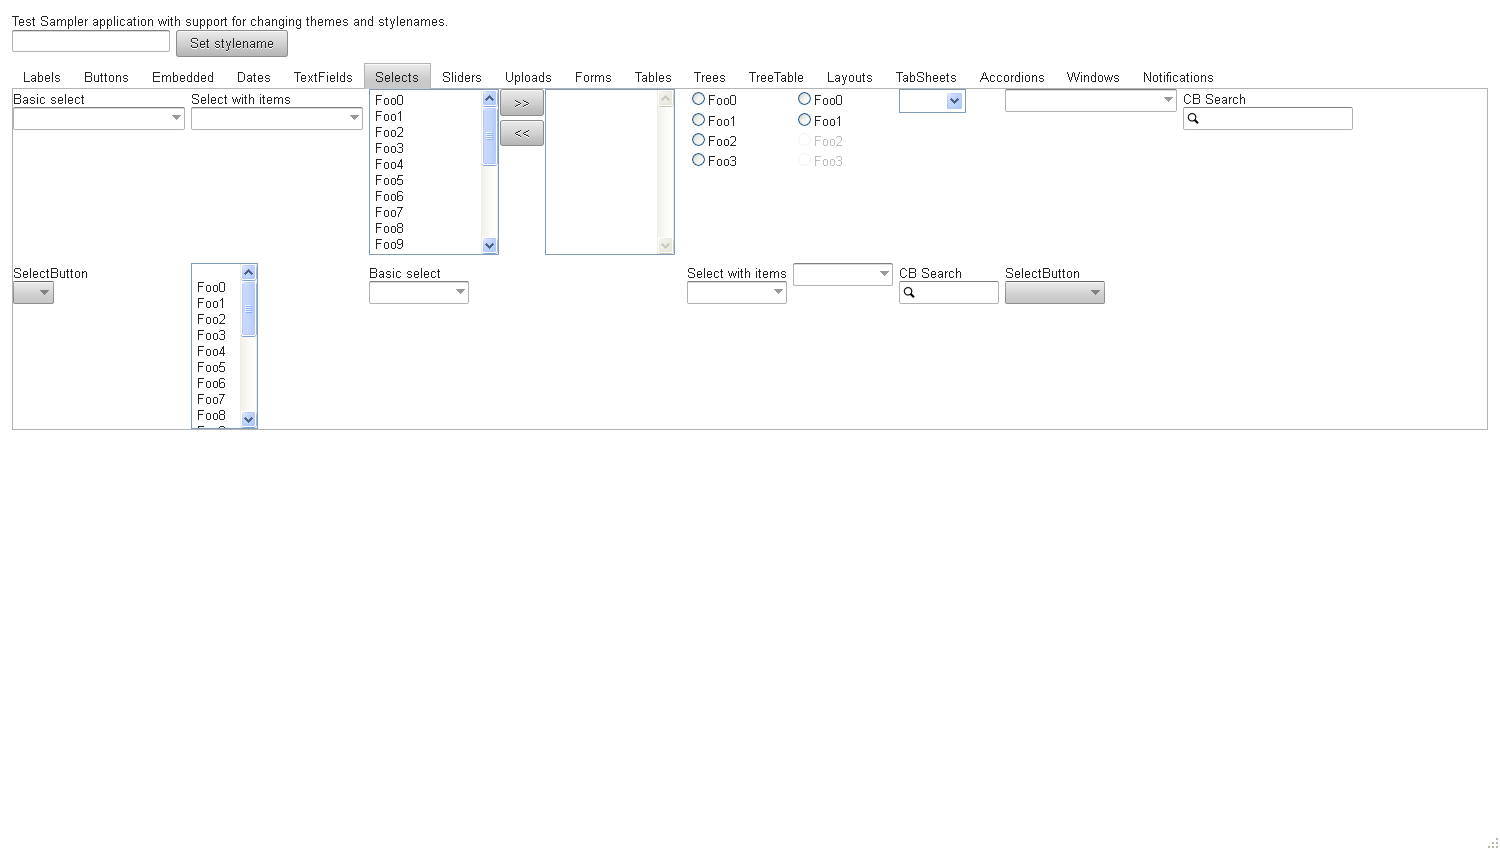 Test Sampler application with support for changing themes and stylenames.
Set stylename
Labels Buttons Embedded Dates TextFields Selects Sliders Uploads Forms Tables Trees TreeTable Layouts TabSheets Accordions Windows Notifications
Basic select
Select with items
Foo0
Foo1
Foo2
Foo3
Foo4
Foo5
Foo6
Foo7
Foo8
Foo9
>>
<<
Foo0
Foo1
Foo2
Foo3
Foo0
Foo1
Foo2
Foo3
CB Search
SelectButton
Foo0
Foo1
Foo2
Foo3
Foo4
Foo5
Foo6
Foo7
Foo8
Basic select
Select with items
CB Search
SelectButton